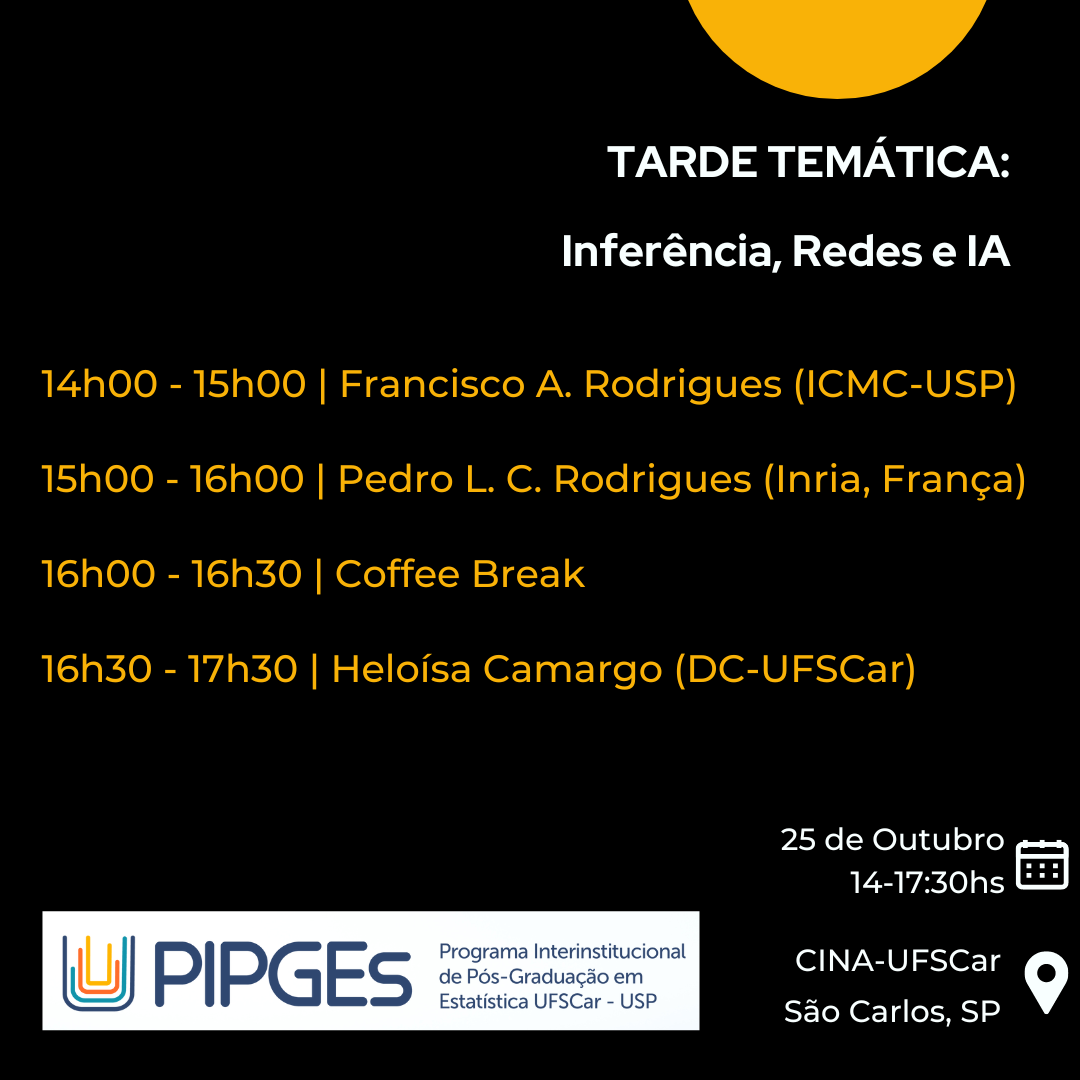 TARDE TEMÁTICA:
Inferência, Redes e IA
14h00 - 15h00 | Francisco A. Rodrigues (ICMC-USP)
15h00 - 16h00 | Pedro L. C. Rodrigues (Inria, França)
16h00 - 16h30 | Coffee Break
16h30 - 17h30 | Heloísa Camargo (DC-UFSCar)
25 de Outubro
14-17:30hs
CINA-UFSCar
São Carlos, SP
PIPGEs
Programa Interinstitucional
de Pós-Graduação em
Estatística UFSCar - USP